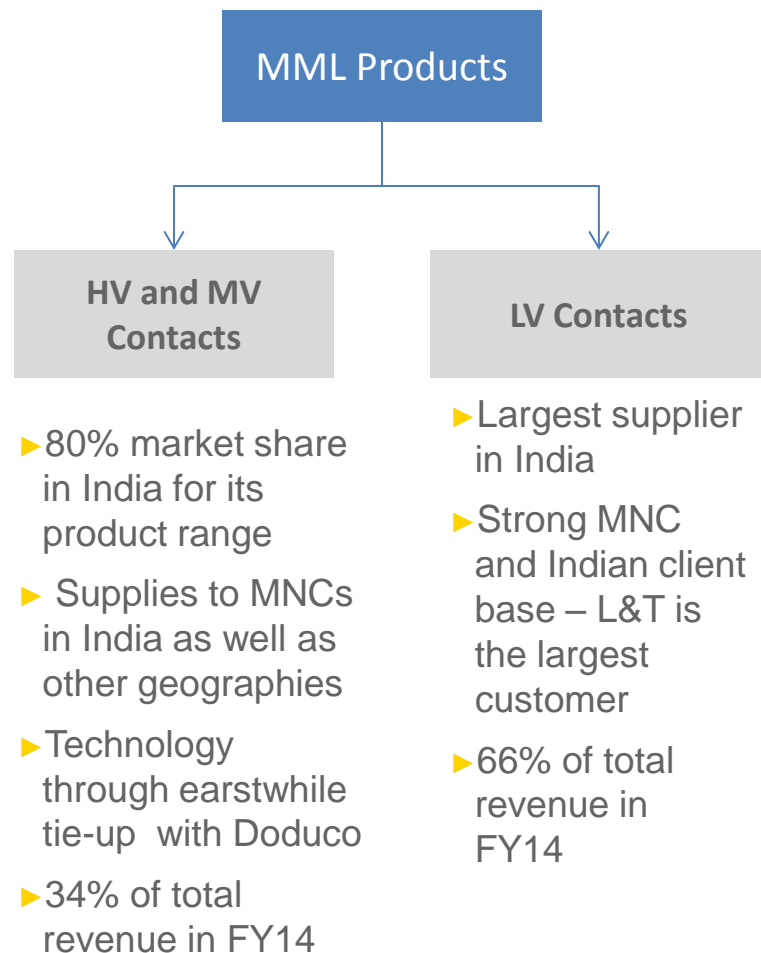 MML Products
HV and MV
Contacts
►80% market share
in India for its
product range
► Supplies to MNCs
in India as well as
other geographies
►Technology
through earstwhile
tie-up with Doduco
►34% of total
revenue in FY14
LV Contacts
►Largest supplier
in India
►Strong MNC
and Indian client
base – L&T is
the largest
customer
►66% of total
revenue in
FY14